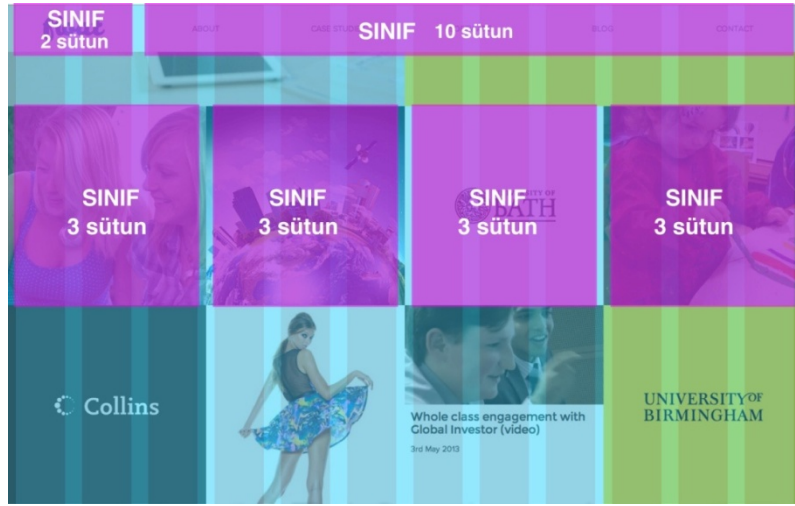 SINIF
2 sütun
ABOUT
CASE STUD
SINIF 10 sütun
BLOG
CONTACT
SINIF
3 sütun
SINIF
3 sütun
SINIF
3 sütun
BATH
SINIF
3 sütun
Collins
Whole class engagement with
Global Investor (video)
3rd May 2013
UNIVERSITY OF
BIRMINGHAM